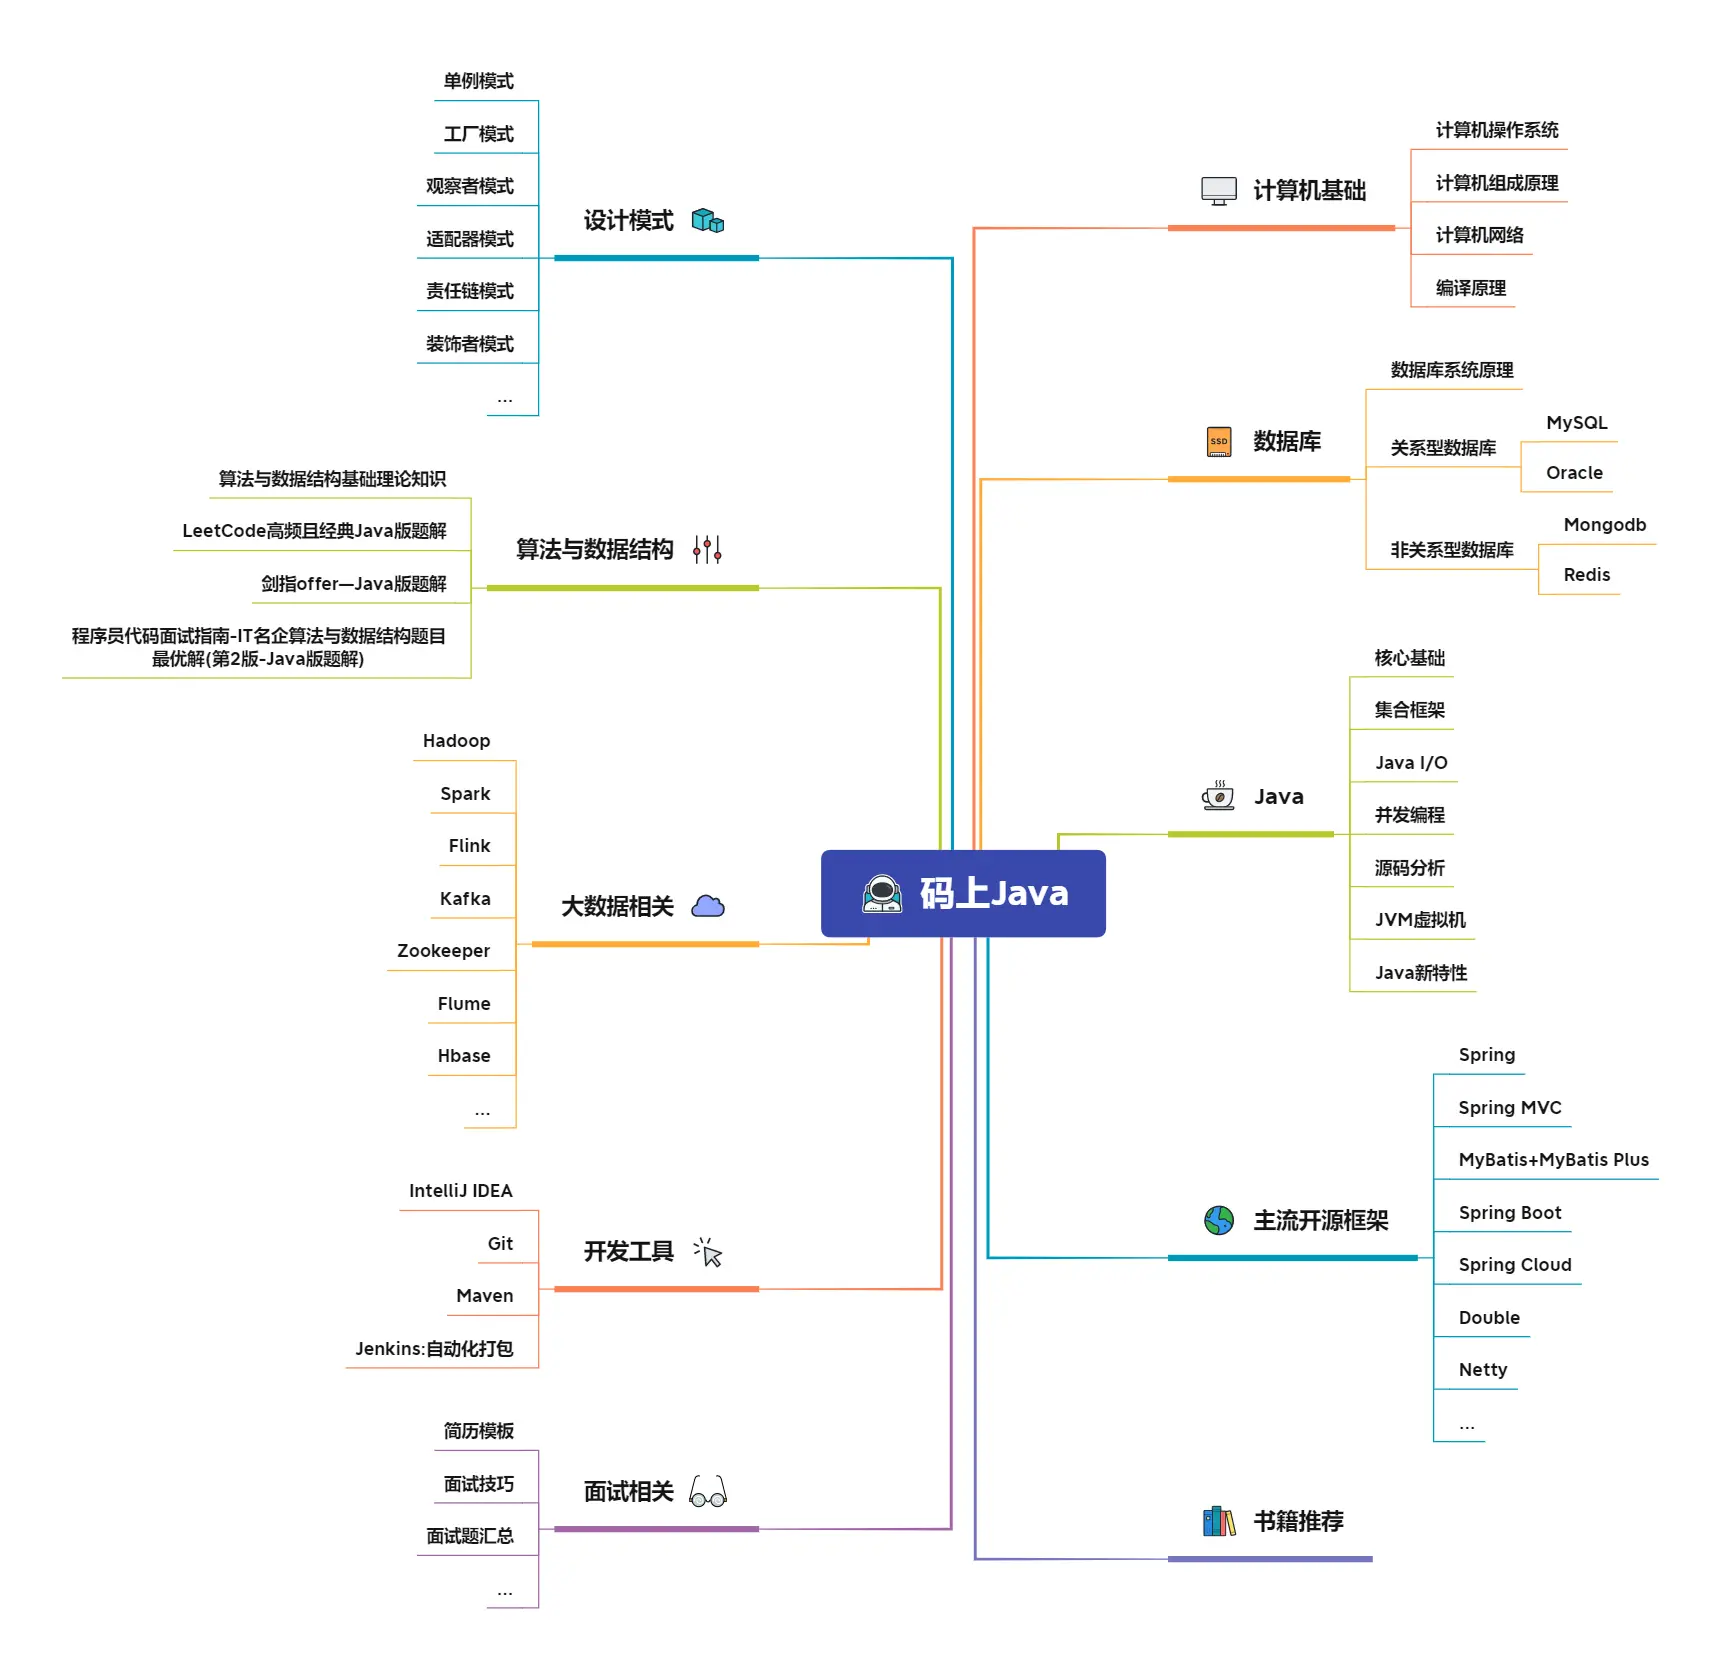 码上Java
设计模式
单例模式
工厂模式
观察者模式
适配器模式
责任链模式
装饰者模式
...
算法与数据结构
算法与数据结构基础理论知识
LeetCode高频且经典Java版题解
剑指offer—Java版题解
程序员代码面试指南-IT名企算法与数据结构题目
最优解(第2版-Java版题解)
大数据相关
Hadoop
Spark
Flink
Kafka
Zookeeper
Flume
Hbase
...
开发工具
IntelliJ IDEA
Git
Maven
Jenkins:自动化打包
面试相关
简历模板
面试技巧
面试题汇总
...
计算机基础
计算机操作系统
计算机组成原理
计算机网络
编译原理
SSD
数据库
数据库系统原理
关系型数据库
MySQL
Oracle
非关系型数据库
Mongodb
Redis
Java
核心基础
集合框架
Java I/O
并发编程
源码分析
JVM虚拟机
Java新特性
主流开源框架
Spring
Spring MVC
MyBatis+MyBatis Plus
Spring Boot
Spring Cloud
Double
Netty
...
书籍推荐